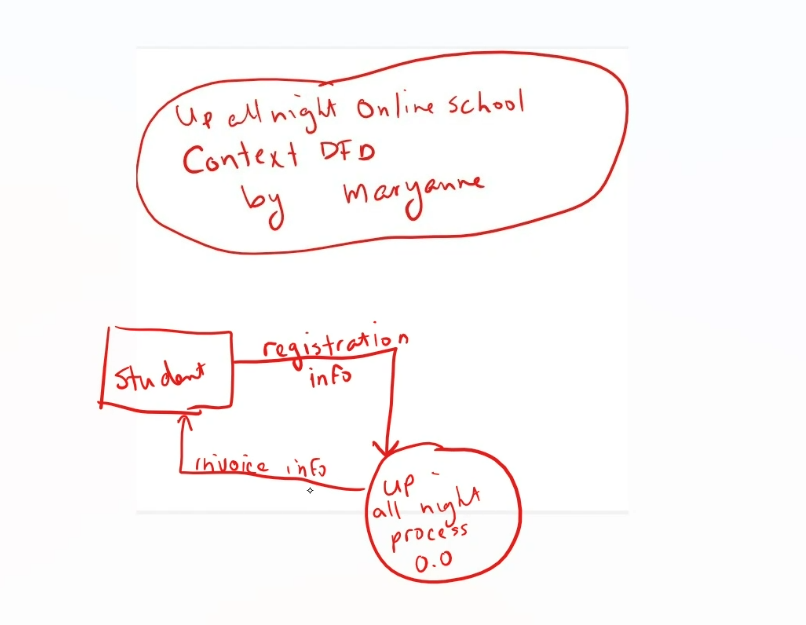 Up all night Online school
Context DFD
by Maryanne
registration
info
Student
invoice info
up
all night
process
0.0